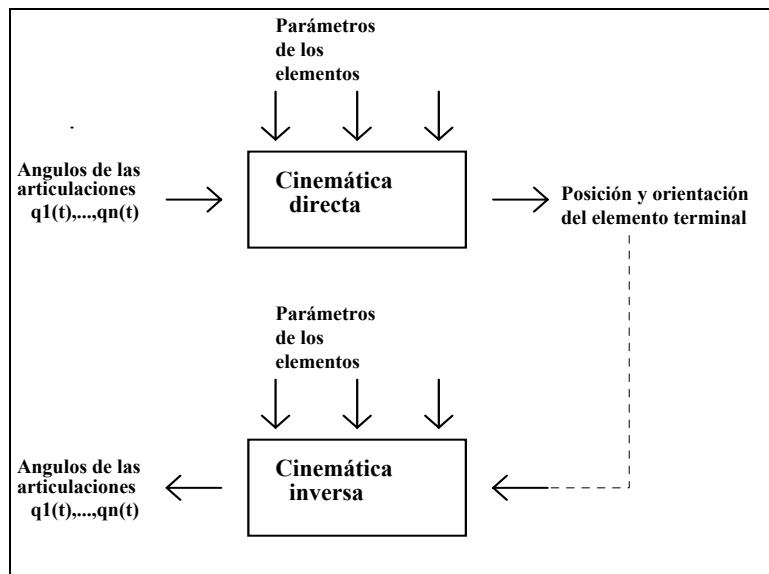 Parámetros
de los
elementos
Angulos de las
articulaciones
q1(t),...,qn(t)
Cinemática
directa
Posición y orientación
del elemento terminal
Parámetros
de los
elementos
Angulos de las
articulaciones
q1(t),...,qn(t)
Cinemática
inversa